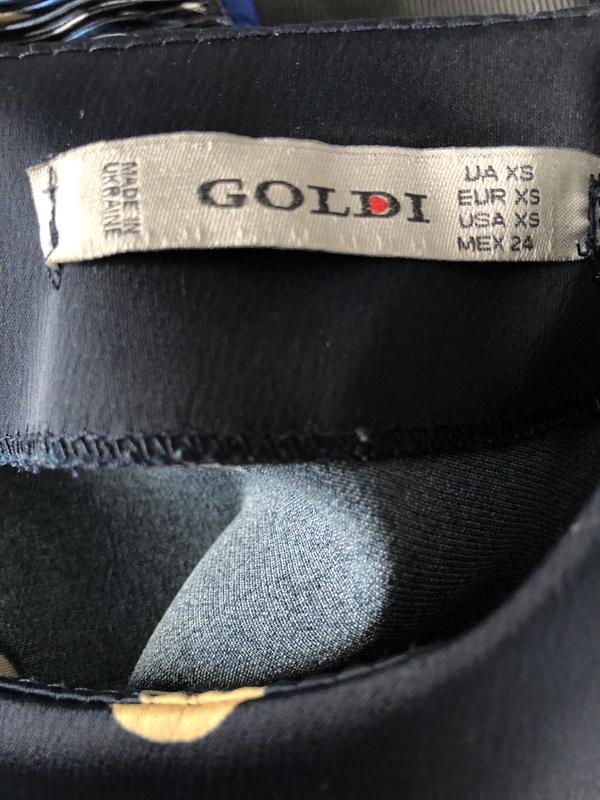 MADE IN
UKRAINE
GOLDI
UA XS
EUR XS
USA XS
MEX 24